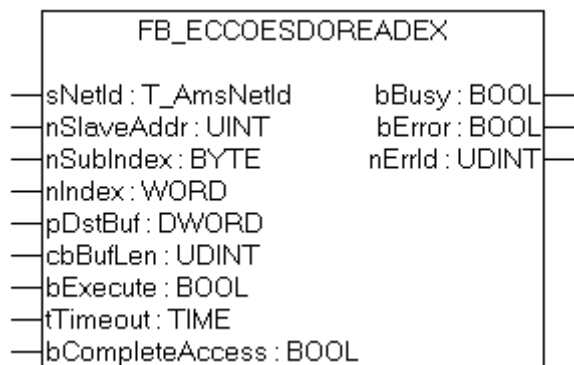 FB_ECCOESDOREADEX
sNetId : T_AmsNetId bBusy : BOOL
nSlaveAddr : UINT bError : BOOL
nSubIndex : BYTE nErrId : UDINT
nIndex : WORD
pDstBuf : DWORD
cbBufLen : UDINT
bExecute : BOOL
tTimeout : TIME
bCompleteAccess : BOOL